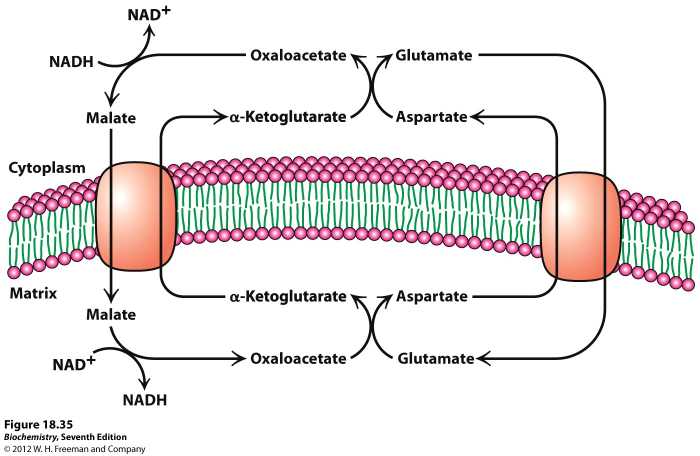 NAD+
NADH
Oxaloacetate
Glutamate
Malate
α-Ketoglutarate
Aspartate
Cytoplasm
Matrix
α-Ketoglutarate
Aspartate
Malate
NAD+
Oxaloacetate
Glutamate
NADH
Figure 18.35
Biochemistry, Seventh Edition
© 2012 W. H. Freeman and Company